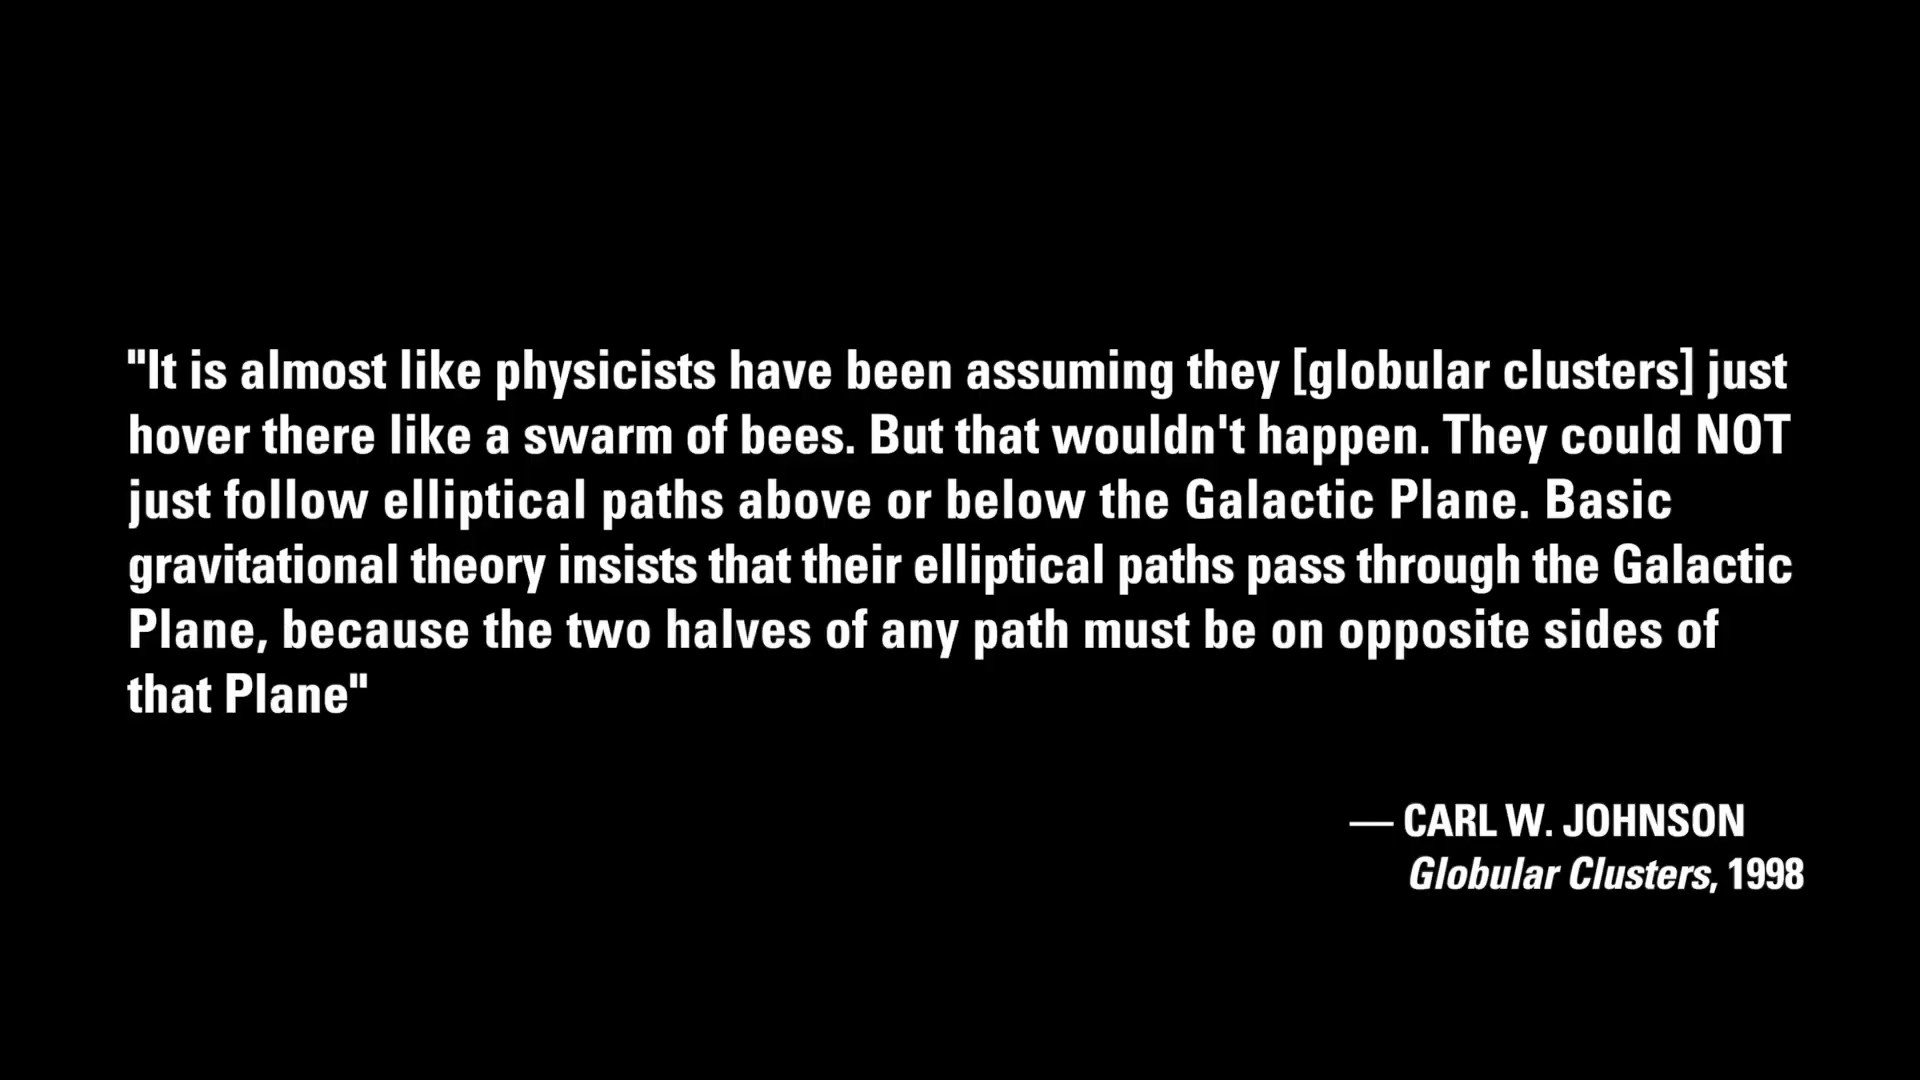 "It is almost like physicists have been assuming they [globular clusters] just
hover there like a swarm of bees. But that wouldn't happen. They could NOT
just follow elliptical paths above or below the Galactic Plane. Basic
gravitational theory insists that their elliptical paths pass through the Galactic
Plane, because the two halves of any path must be on opposite sides of
that Plane"
— CARL W. JOHNSON
Globular Clusters, 1998